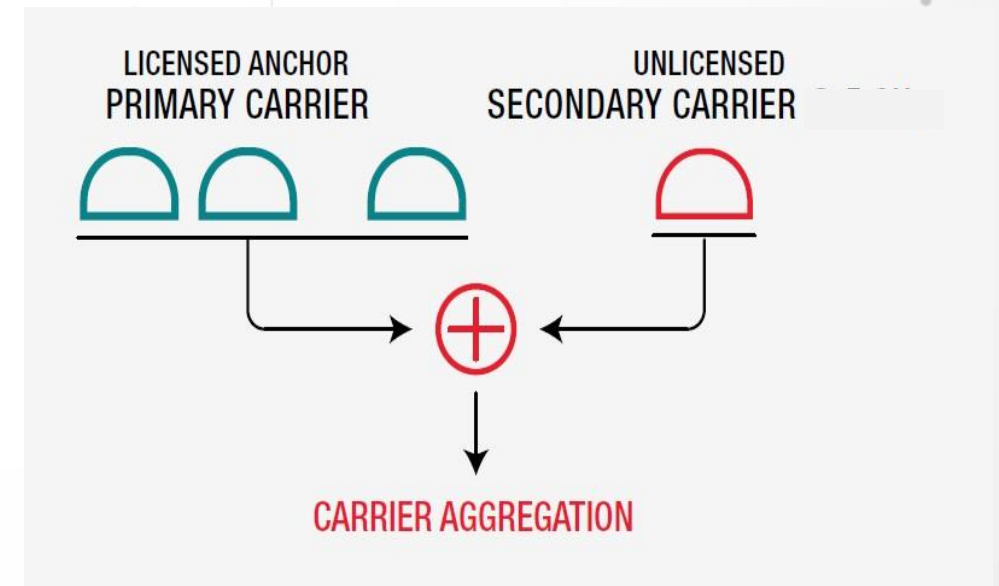 LICENSED ANCHOR
PRIMARY CARRIER
UNLICENSED
SECONDARY CARRIER
CARRIER AGGREGATION